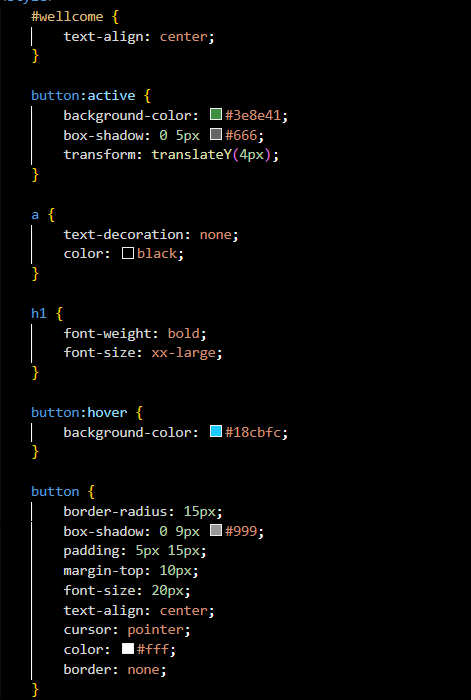 #wellcome {
text-align: center;
}
button:active {
background-color: #3e8e41;
box-shadow: 0 5px #666;
transform: translateY(4px);
}
a {
text-decoration: none;
color: black;
}
h1 {
font-weight: bold;
font-size: xx-large;
}
button:hover {
background-color: #18cbfc;
}
button {
border-radius: 15px;
box-shadow: 0 9px #999;
padding: 5px 15px;
margin-top: 10px;
font-size: 20px;
text-align: center;
cursor: pointer;
color: #fff;
border: none;
}